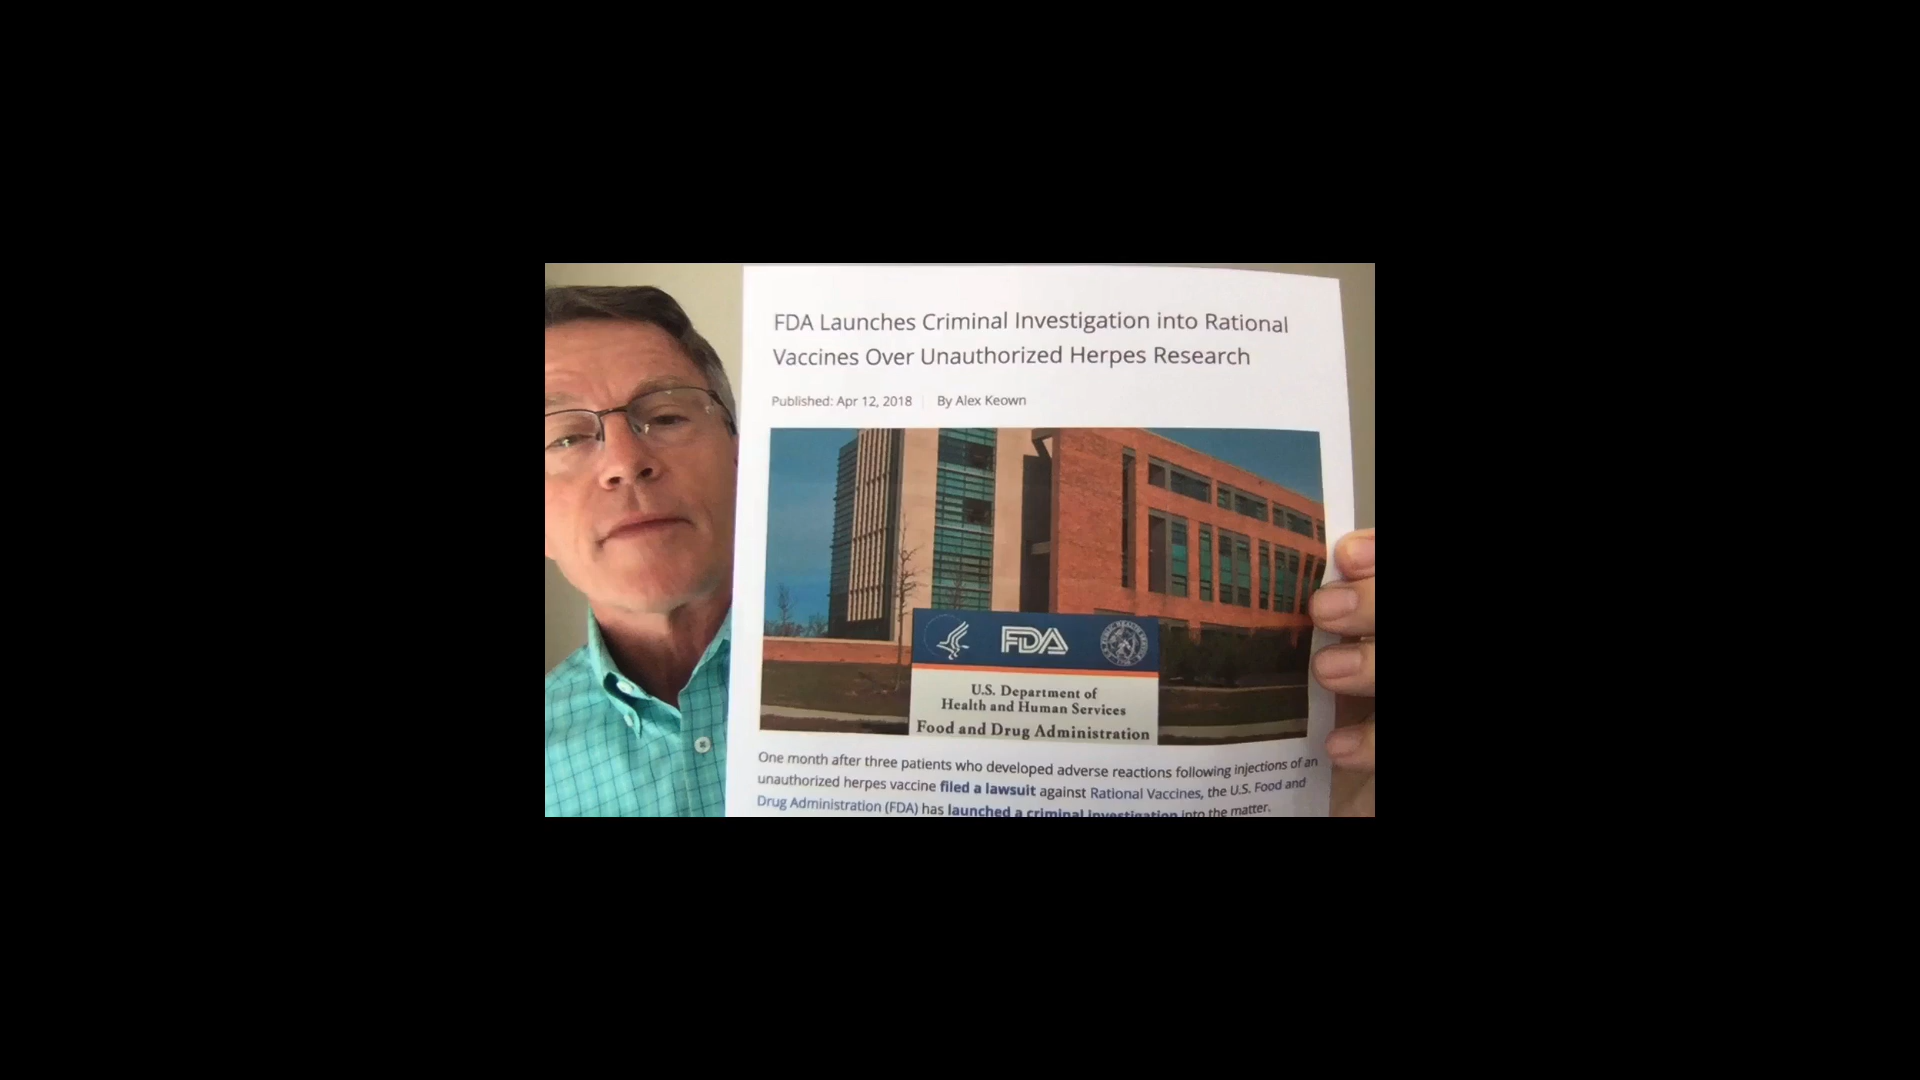 FDA Launches Criminal Investigation into Rational
Vaccines Over Unauthorized Herpes Research
Published: Apr 12, 2018 By Alex Keown
FDA
U.S. Department of
Health and Human Services
Food and Drug Administration
One month after three patients who developed adverse reactions following injections of an
unauthorized herpes vaccine filed a lawsuit against Rational Vaccines, the U.S. Food and
Drug Administration (FDA) has launched a criminal investigation into the matter.